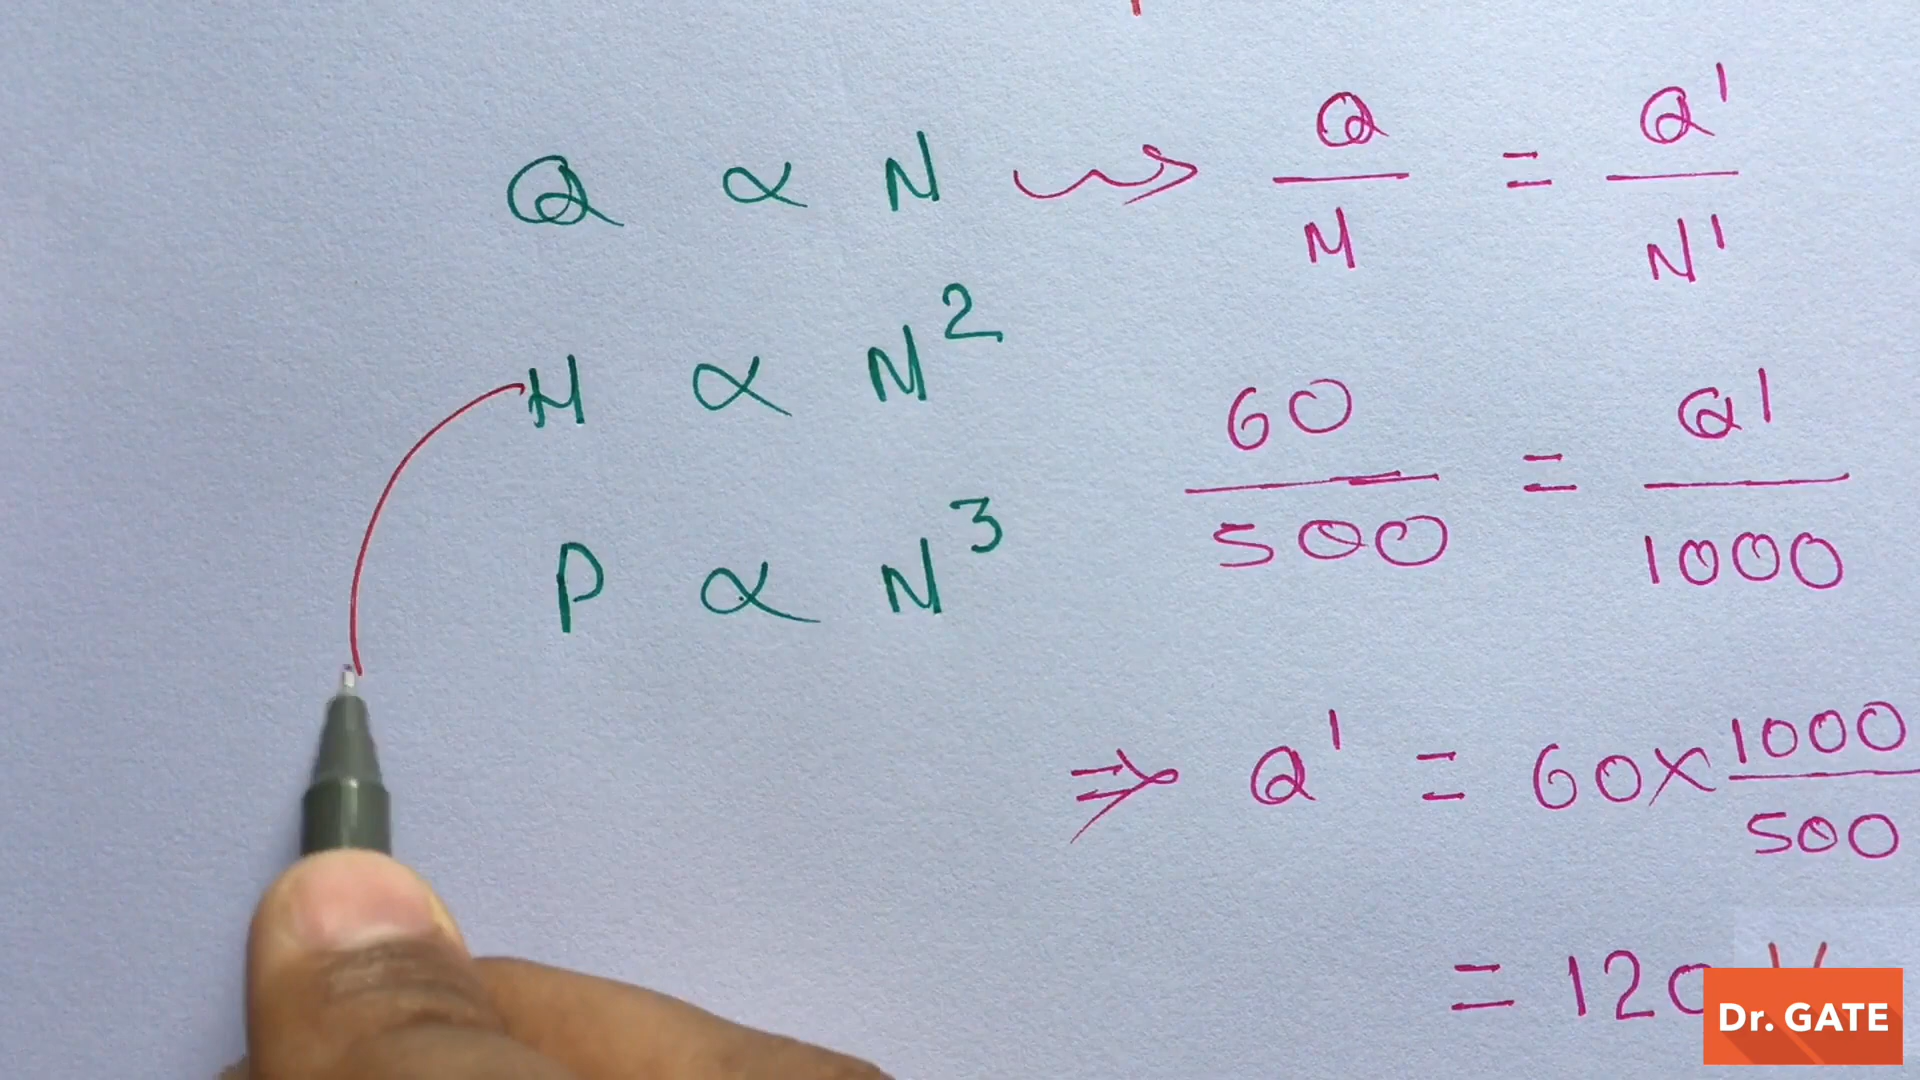 Q ∝ N ⇝ Q/N = Q'/N'
H ∝ N²
60/500 = Q'/1000
P ∝ N³
⇒ Q' = 60 × 1000/500
= 120
Dr. GATE